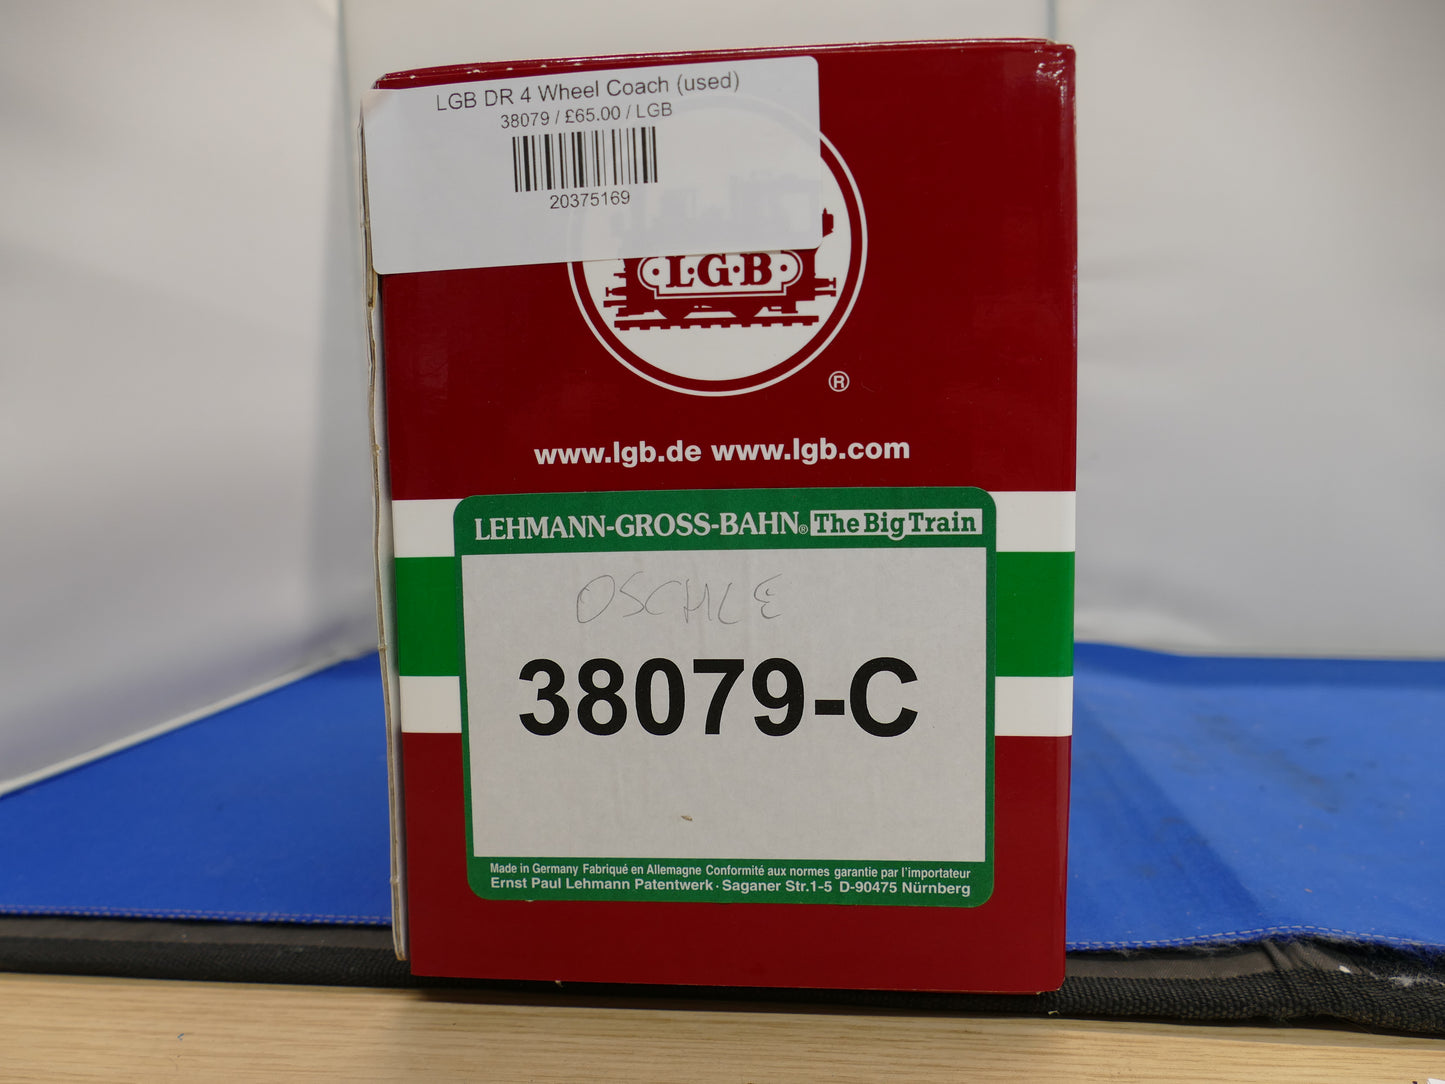 LGB DR 4 Wheel Coach (used)
38079 / £65.00 / LGB
20375169
L·G·B
®
www.lgb.de www.lgb.com
LEHMANN-GROSS-BAHN® The Big Train
OSCHLE
38079-C
Made in Germany Fabriqué en Allemagne Conformité aux normes garantie par l'importateur
Ernst Paul Lehmann Patentwerk · Saganer Str.1-5 D-90475 Nürnberg